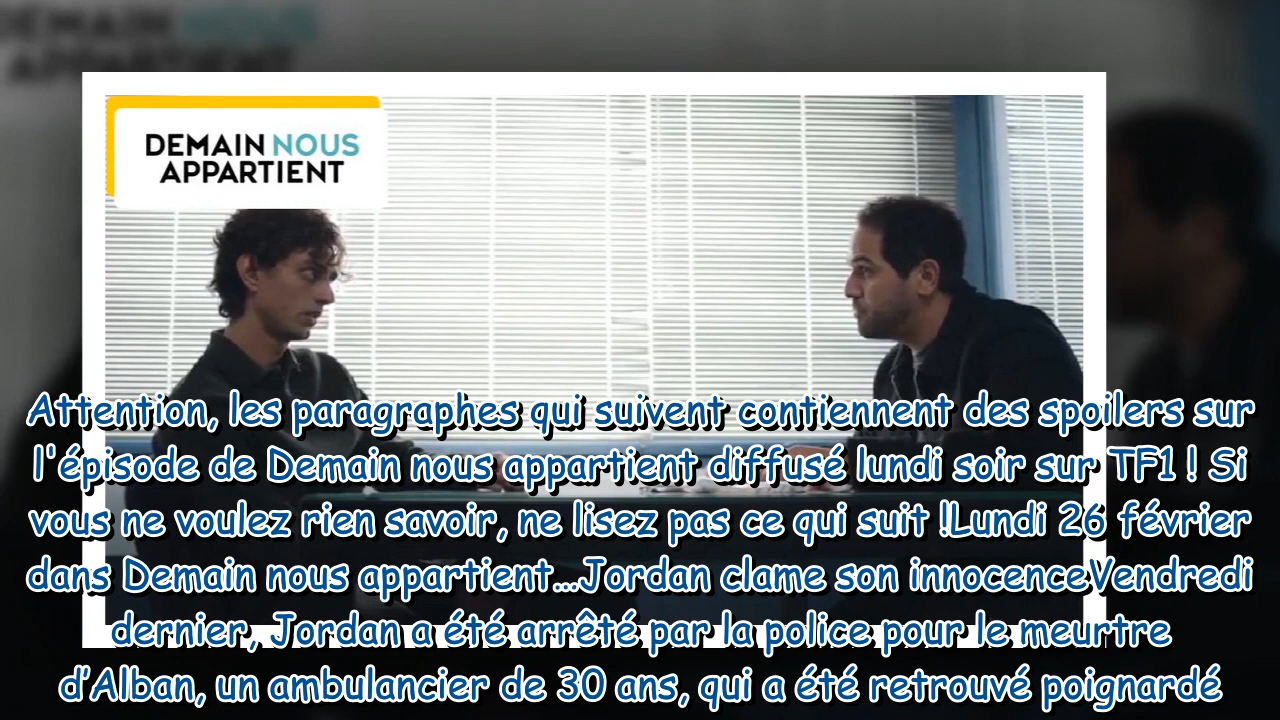 DEMAIN NOUS
APPARTIENT
DEMAIN NOUS
APPARTIENT
Attention, les paragraphes qui suivent contiennent des spoilers sur
l'épisode de Demain nous appartient diffusé lundi soir sur TF1 ! Si
vous ne voulez rien savoir, ne lisez pas ce qui suit !Lundi 26 février
dans Demain nous appartient...Jordan clame son innocenceVendredi
dernier, Jordan a été arrêté par la police pour le meurtre
d’Alban, un ambulancier de 30 ans, qui a été retrouvé poignardé